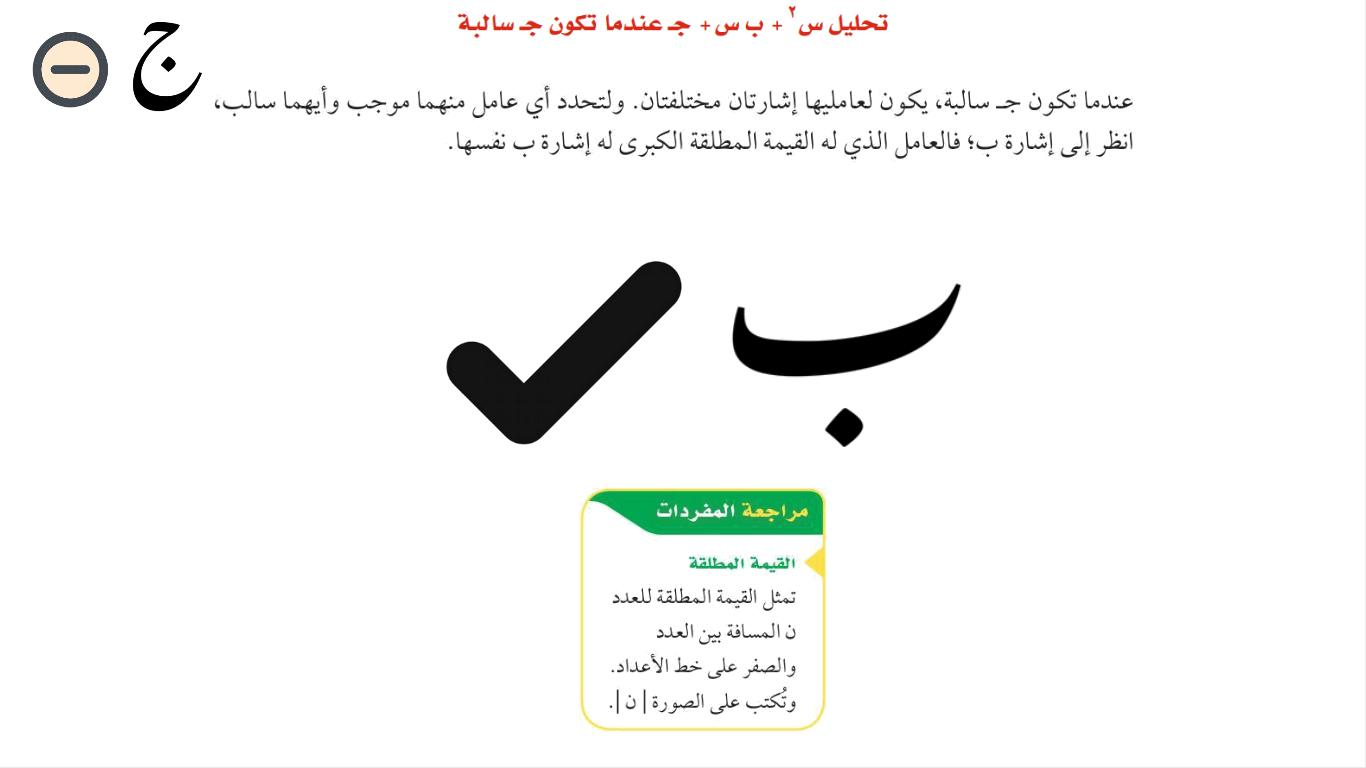 تحليل س٢ + ب س + جـ عندما تكون جـ سالبة
ج
عندما تكون جـ سالبة، يكون لعامليها إشارتان مختلفتان. ولتحدد أي عامل منهما موجب وأيهما سالب،
انظر إلى إشارة ب؛ فالعامل الذي له القيمة المطلقة الكبرى له إشارة ب نفسها.
ب
مراجعة المفردات
القيمة المطلقة
تمثل القيمة المطلقة للعدد
ن المسافة بين العدد
والصفر على خط الأعداد.
وتُكتب على الصورة | ن |.